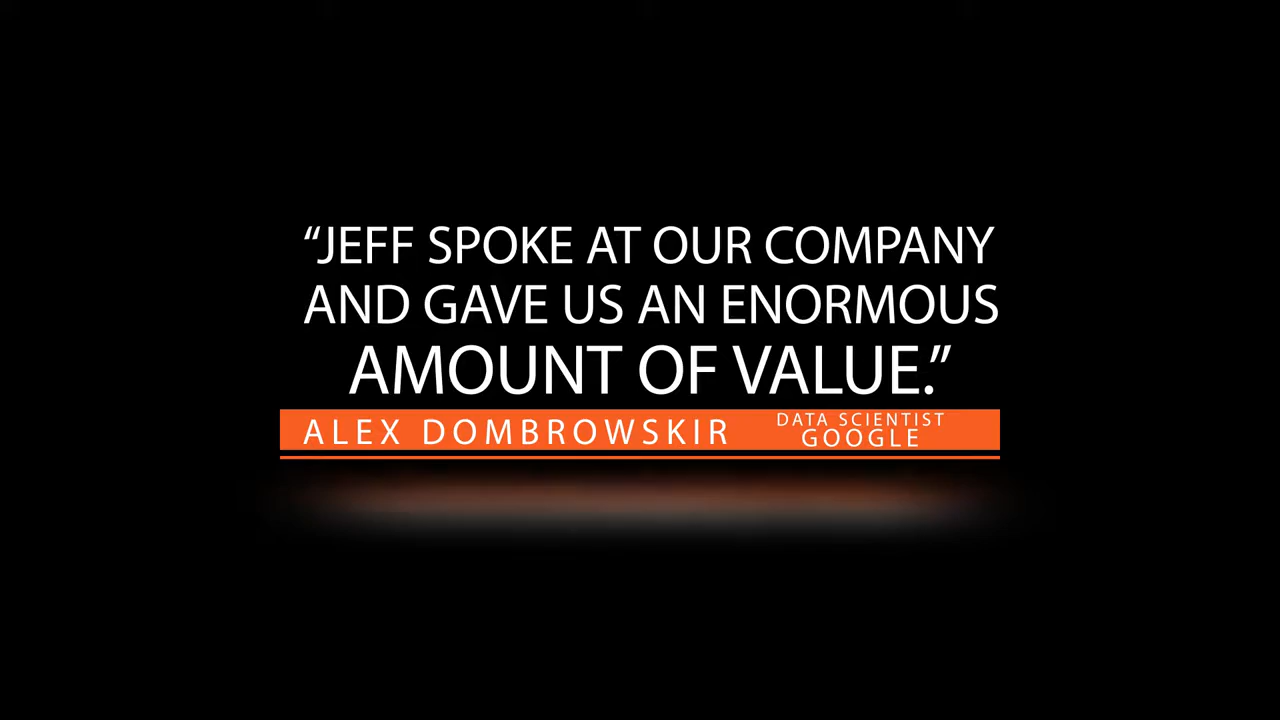 “JEFF SPOKE AT OUR COMPANY
AND GAVE US AN ENORMOUS
AMOUNT OF VALUE.”
ALEX DOMBROWSKIR
DATA SCIENTIST
GOOGLE